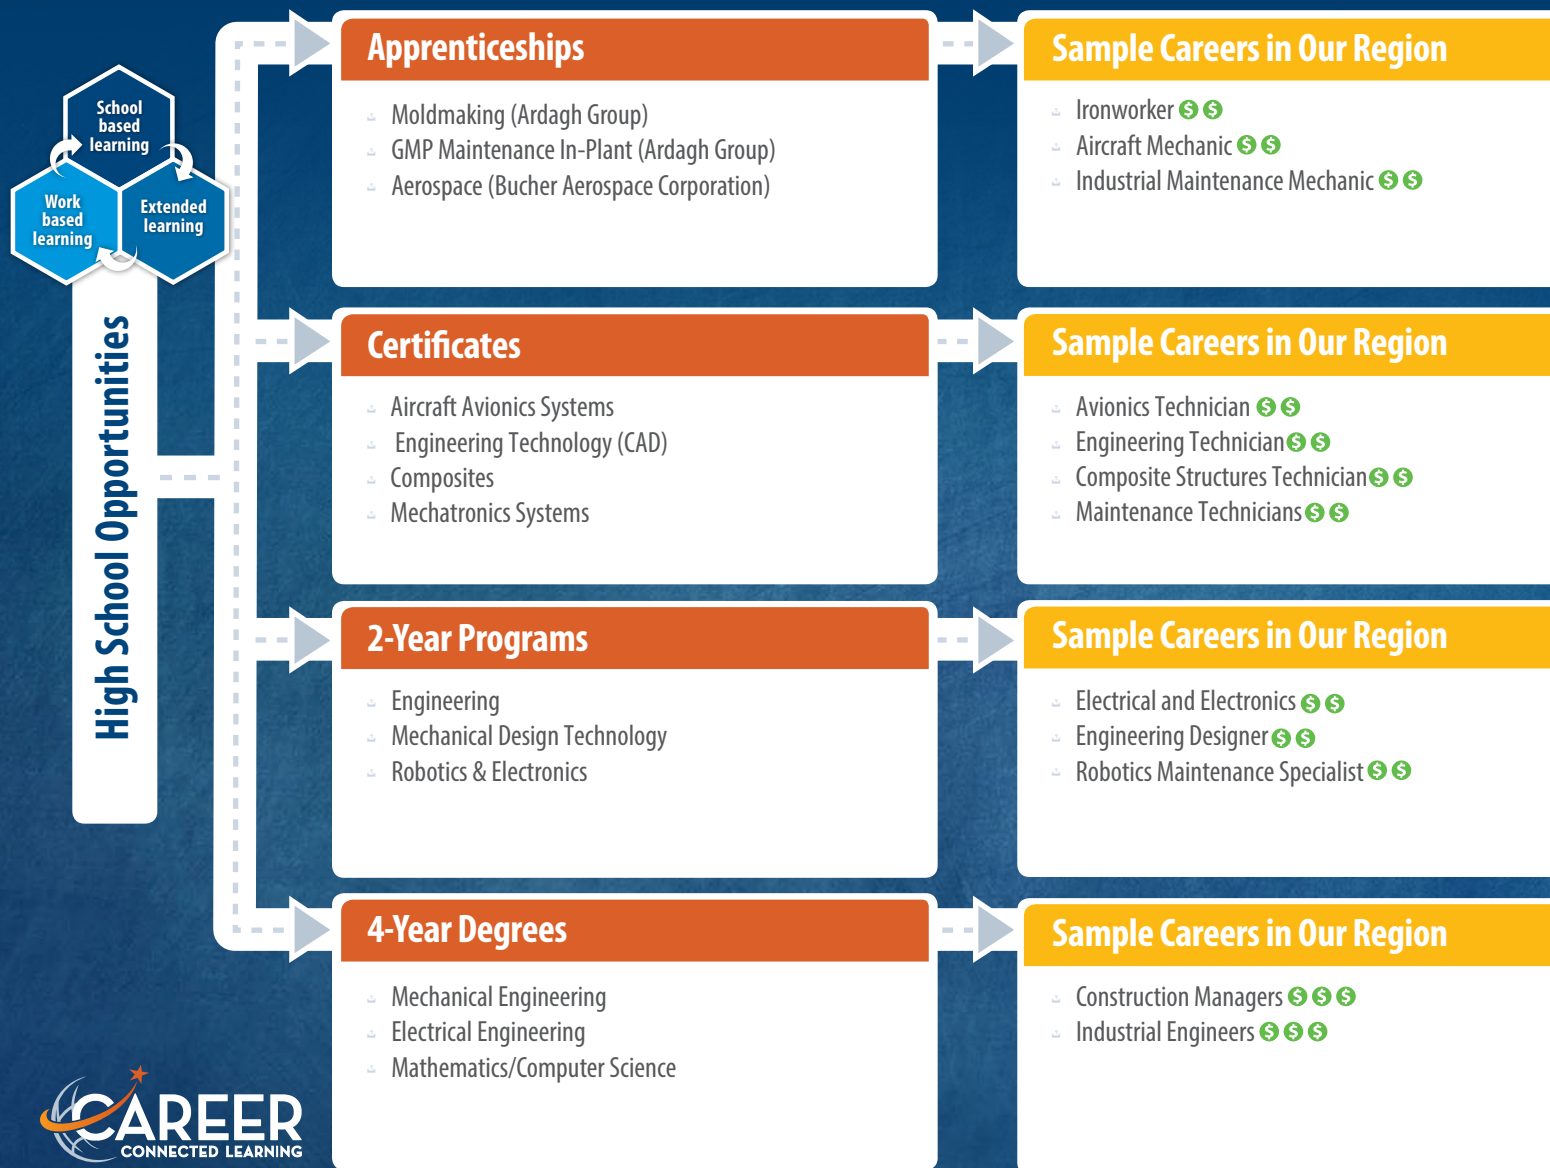 School
based
learning
Work
based
learning
Extended
learning
High School Opportunities
Apprenticeships
Moldmaking (Ardagh Group)
GMP Maintenance In-Plant (Ardagh Group)
Aerospace (Bucher Aerospace Corporation)
Sample Careers in Our Region
Ironworker $ $
Aircraft Mechanic $ $
Industrial Maintenance Mechanic $ $
Certificates
Aircraft Avionics Systems
Engineering Technology (CAD)
Composites
Mechatronics Systems
Sample Careers in Our Region
Avionics Technician $ $
Engineering Technician $ $
Composite Structures Technician $ $
Maintenance Technicians $ $
2-Year Programs
Engineering
Mechanical Design Technology
Robotics & Electronics
Sample Careers in Our Region
Electrical and Electronics $ $
Engineering Designer $ $
Robotics Maintenance Specialist $ $
4-Year Degrees
Mechanical Engineering
Electrical Engineering
Mathematics/Computer Science
Sample Careers in Our Region
Construction Managers $ $ $
Industrial Engineers $ $ $
CAREER
CONNECTED LEARNING